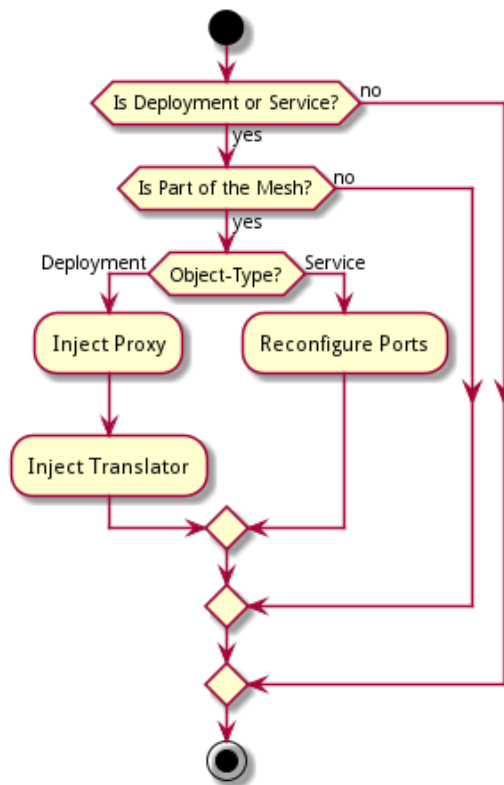 Is Deployment or Service?
no
yes
Is Part of the Mesh?
no
yes
Deployment
Object-Type?
Service
Inject Proxy
Reconfigure Ports
Inject Translator